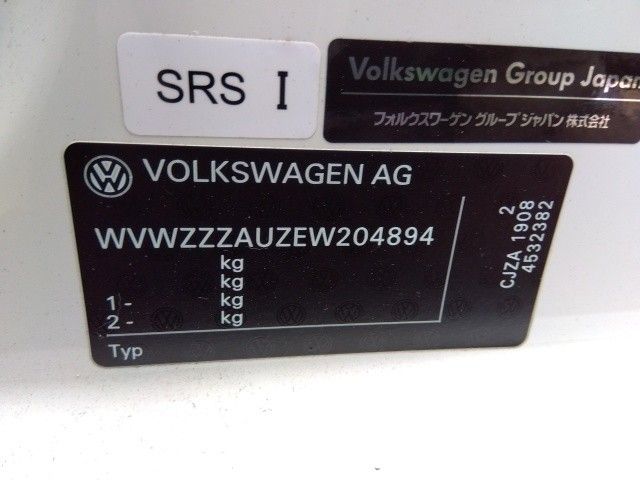 SRS I
Volkswagen Group Japan
フォルクスワーゲン グループ ジャパン 株式会社
VOLKSWAGEN AG
WVWZZZAUZEW204894
kg
kg
1 - kg
2 - kg
Typ
2
CJZA 1908
4532382